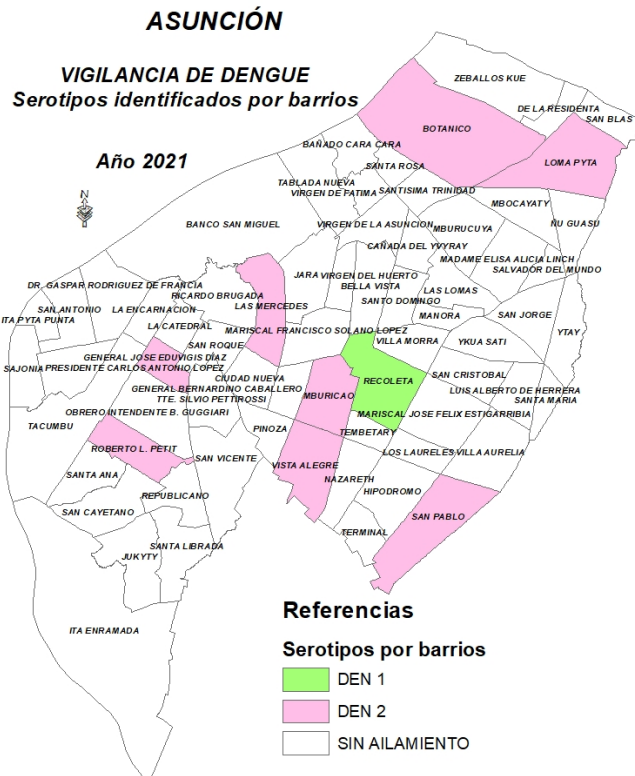 ASUNCIÓN
VIGILANCIA DE DENGUE
Serotipos identificados por barrios
Año 2021
N
ZEBALLOS KUE
DE LA RESIDENTA
SAN BLAS
BOTANICO
BAÑADO CARA CARA
LOMA PYTA
SANTA ROSA
TABLADA NUEVA
VIRGEN DE FATIMA
SANTISIMA TRINIDAD
MBOCAYATY
BANCO SAN MIGUEL
VIRGEN DE LA ASUNCION
MBURUCUYA
ÑU GUASU
CAÑADA DEL YVYRAY
MADAME ELISA ALICIA LINCH
SALVADOR DEL MUNDO
JARA
VIRGEN DEL HUERTO
BELLA VISTA
LAS LOMAS
DR. GASPAR RODRIGUEZ DE FRANCIA
RICARDO BRUGADA
LAS MERCEDES
SANTO DOMINGO
SAN ANTONIO
LA ENCARNACION
MANORA
SAN JORGE
ITA PYTA PUNTA
LA CATEDRAL
MARISCAL FRANCISCO SOLANO LOPEZ
YTAY
SAN ROQUE
VILLA MORRA
YKUA SATI
GENERAL JOSE EDUVIGIS DIAZ
SAJONIA
PRESIDENTE CARLOS ANTONIO LOPEZ
CIUDAD NUEVA
RECOLETA
SAN CRISTOBAL
GENERAL BERNARDINO CABALLERO
MBURICAO
LUIS ALBERTO DE HERRERA
TTE. SILVIO PETTIROSSI
SANTA MARIA
OBRERO INTENDENTE B. GUGGIARI
MARISCAL JOSE FELIX ESTIGARRIBIA
TACUMBU
PINOZA
TEMBETARY
ROBERTO L. PETIT
SAN VICENTE
LOS LAURELES
VILLA AURELIA
VISTA ALEGRE
SANTA ANA
NAZARETH
REPUBLICANO
HIPODROMO
SAN CAYETANO
SAN PABLO
TERMINAL
SANTA LIBRADA
JUKYTY
ITA ENRAMADA
Referencias
Serotipos por barrios
DEN 1
DEN 2
SIN AILAMIENTO